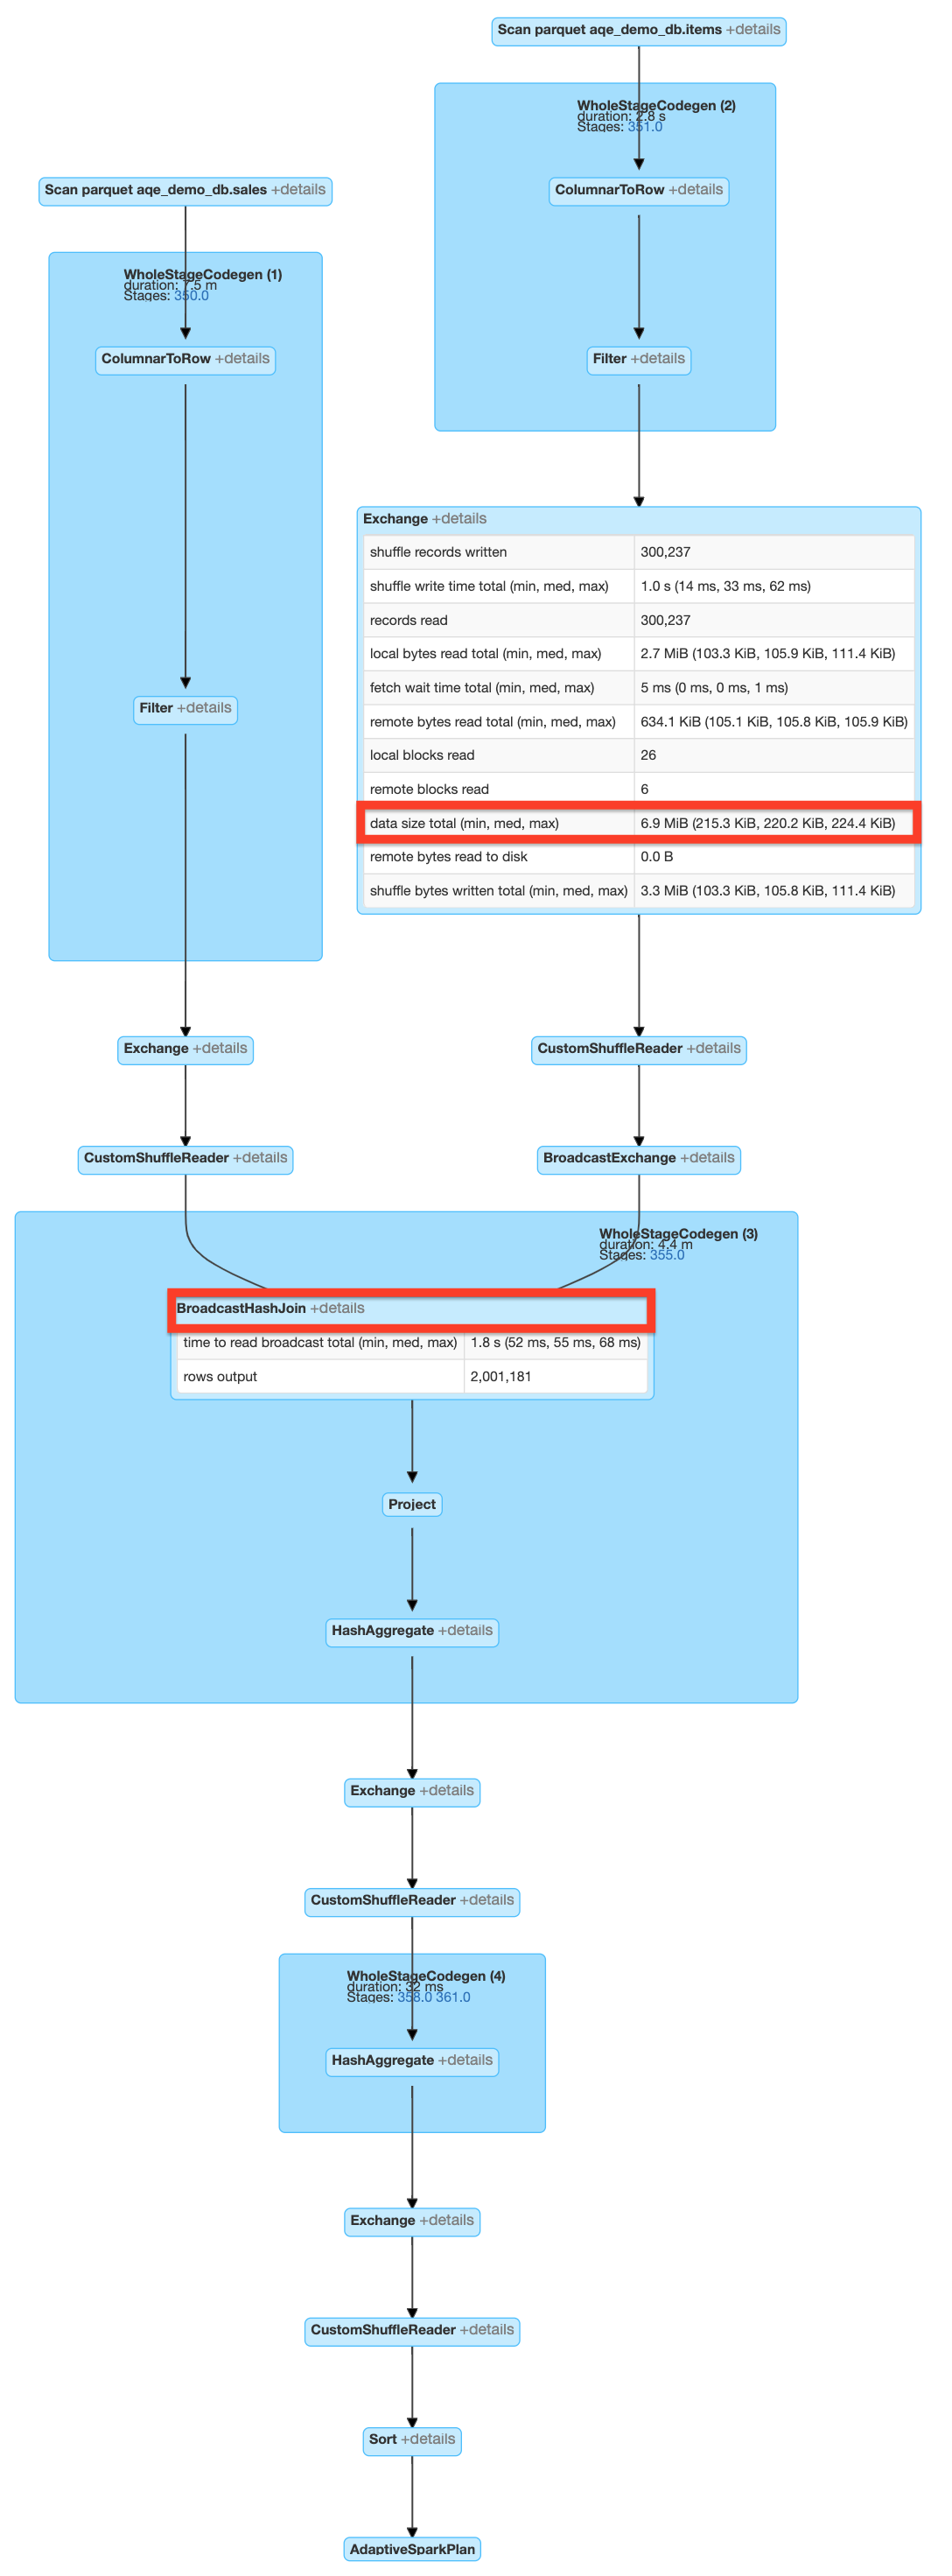 Scan parquet aqe_demo_db.items +details
WholeStageCodegen (2)
duration: 2.8 s
Stages: 351.0
Scan parquet aqe_demo_db.sales +details
ColumnarToRow +details
WholeStageCodegen (1)
duration: 7.5 m
Stages: 350.0
ColumnarToRow +details
Filter +details
Exchange +details
shuffle records written 300,237
shuffle write time total (min, med, max) 1.0 s (14 ms, 33 ms, 62 ms)
records read 300,237
local bytes read total (min, med, max) 2.7 MiB (103.3 KiB, 105.9 KiB, 111.4 KiB)
fetch wait time total (min, med, max) 5 ms (0 ms, 0 ms, 1 ms)
remote bytes read total (min, med, max) 634.1 KiB (105.1 KiB, 105.8 KiB, 105.9 KiB)
local blocks read 26
remote blocks read 6
data size total (min, med, max) 6.9 MiB (215.3 KiB, 220.2 KiB, 224.4 KiB)
remote bytes read to disk 0.0 B
shuffle bytes written total (min, med, max) 3.3 MiB (103.3 KiB, 105.8 KiB, 111.4 KiB)
Filter +details
Exchange +details
CustomShuffleReader +details
CustomShuffleReader +details
BroadcastExchange +details
WholeStageCodegen (3)
duration: 4.4 m
Stages: 355.0
BroadcastHashJoin +details
time to read broadcast total (min, med, max) 1.8 s (52 ms, 55 ms, 68 ms)
rows output 2,001,181
Project
HashAggregate +details
Exchange +details
CustomShuffleReader +details
WholeStageCodegen (4)
duration: 32 ms
Stages: 358.0 361.0
HashAggregate +details
Exchange +details
CustomShuffleReader +details
Sort +details
AdaptiveSparkPlan